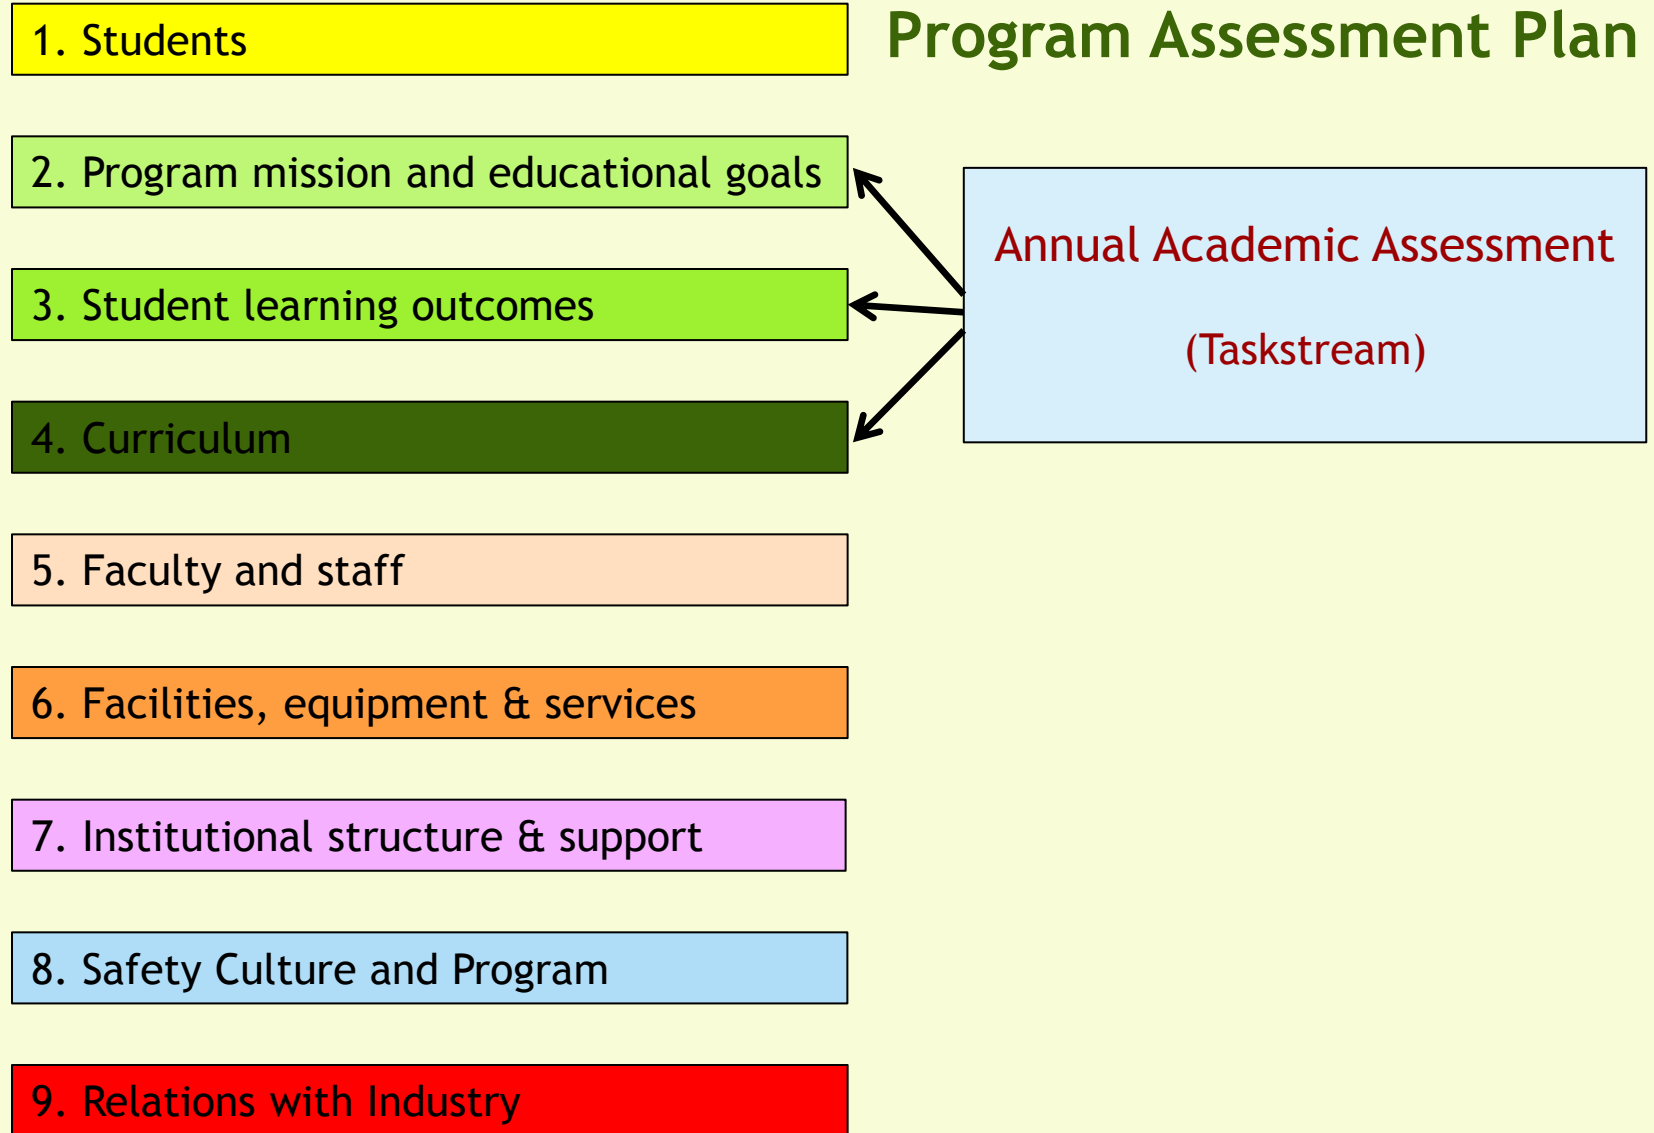 Program Assessment Plan
1. Students
2. Program mission and educational goals
3. Student learning outcomes
4. Curriculum
5. Faculty and staff
6. Facilities, equipment & services
7. Institutional structure & support
8. Safety Culture and Program
9. Relations with Industry
Annual Academic Assessment
(Taskstream)